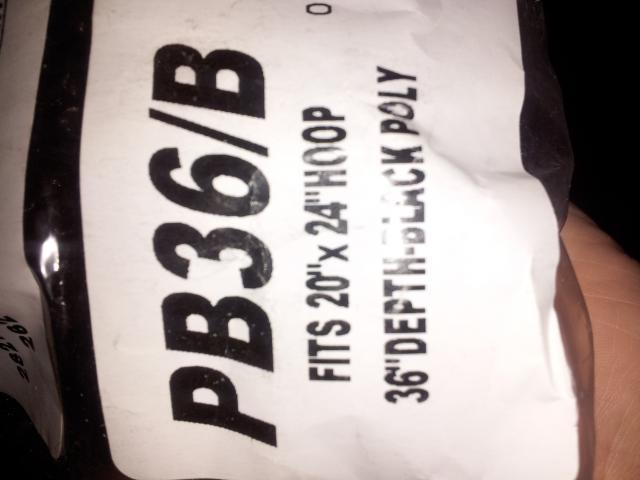 PB36/B
FITS 20"x 24"HOOP
36"DEPTH-BLACK POLY